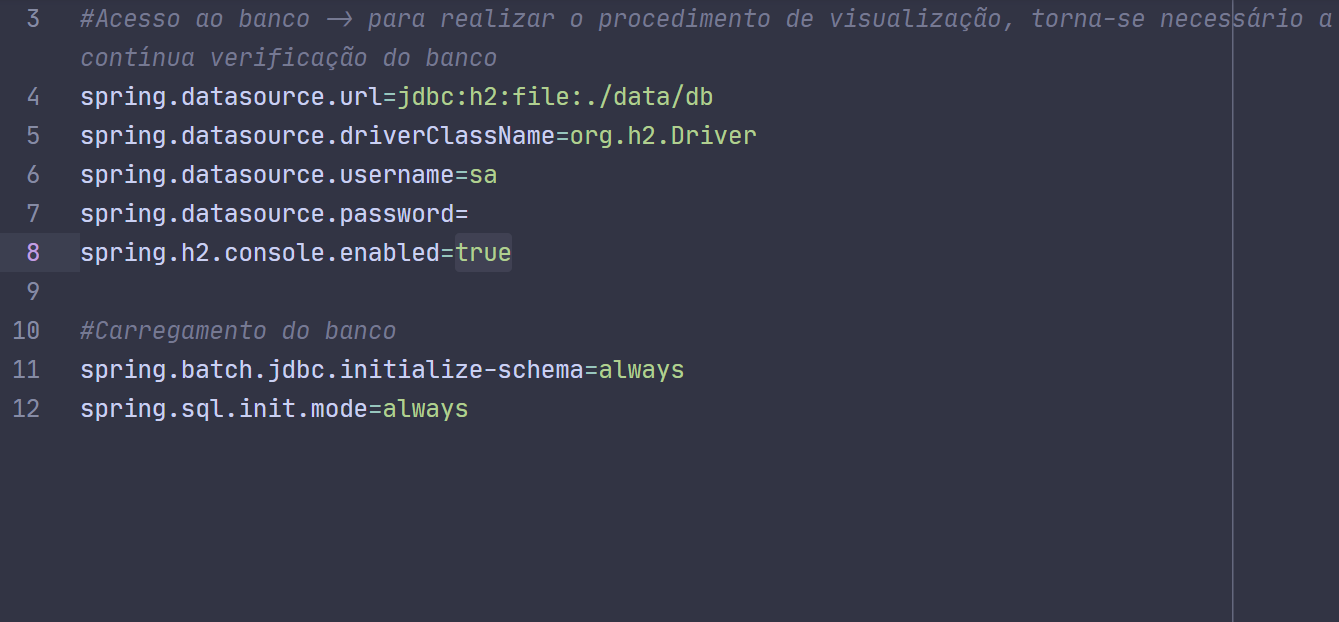 3 #Acesso ao banco -> para realizar o procedimento de visualização, torna-se necessário a
contínua verificação do banco
4 spring.datasource.url=jdbc:h2:file:./data/db
5 spring.datasource.driverClassName=org.h2.Driver
6 spring.datasource.username=sa
7 spring.datasource.password=
8 spring.h2.console.enabled=true
9
10 #Carregamento do banco
11 spring.batch.jdbc.initialize-schema=always
12 spring.sql.init.mode=always